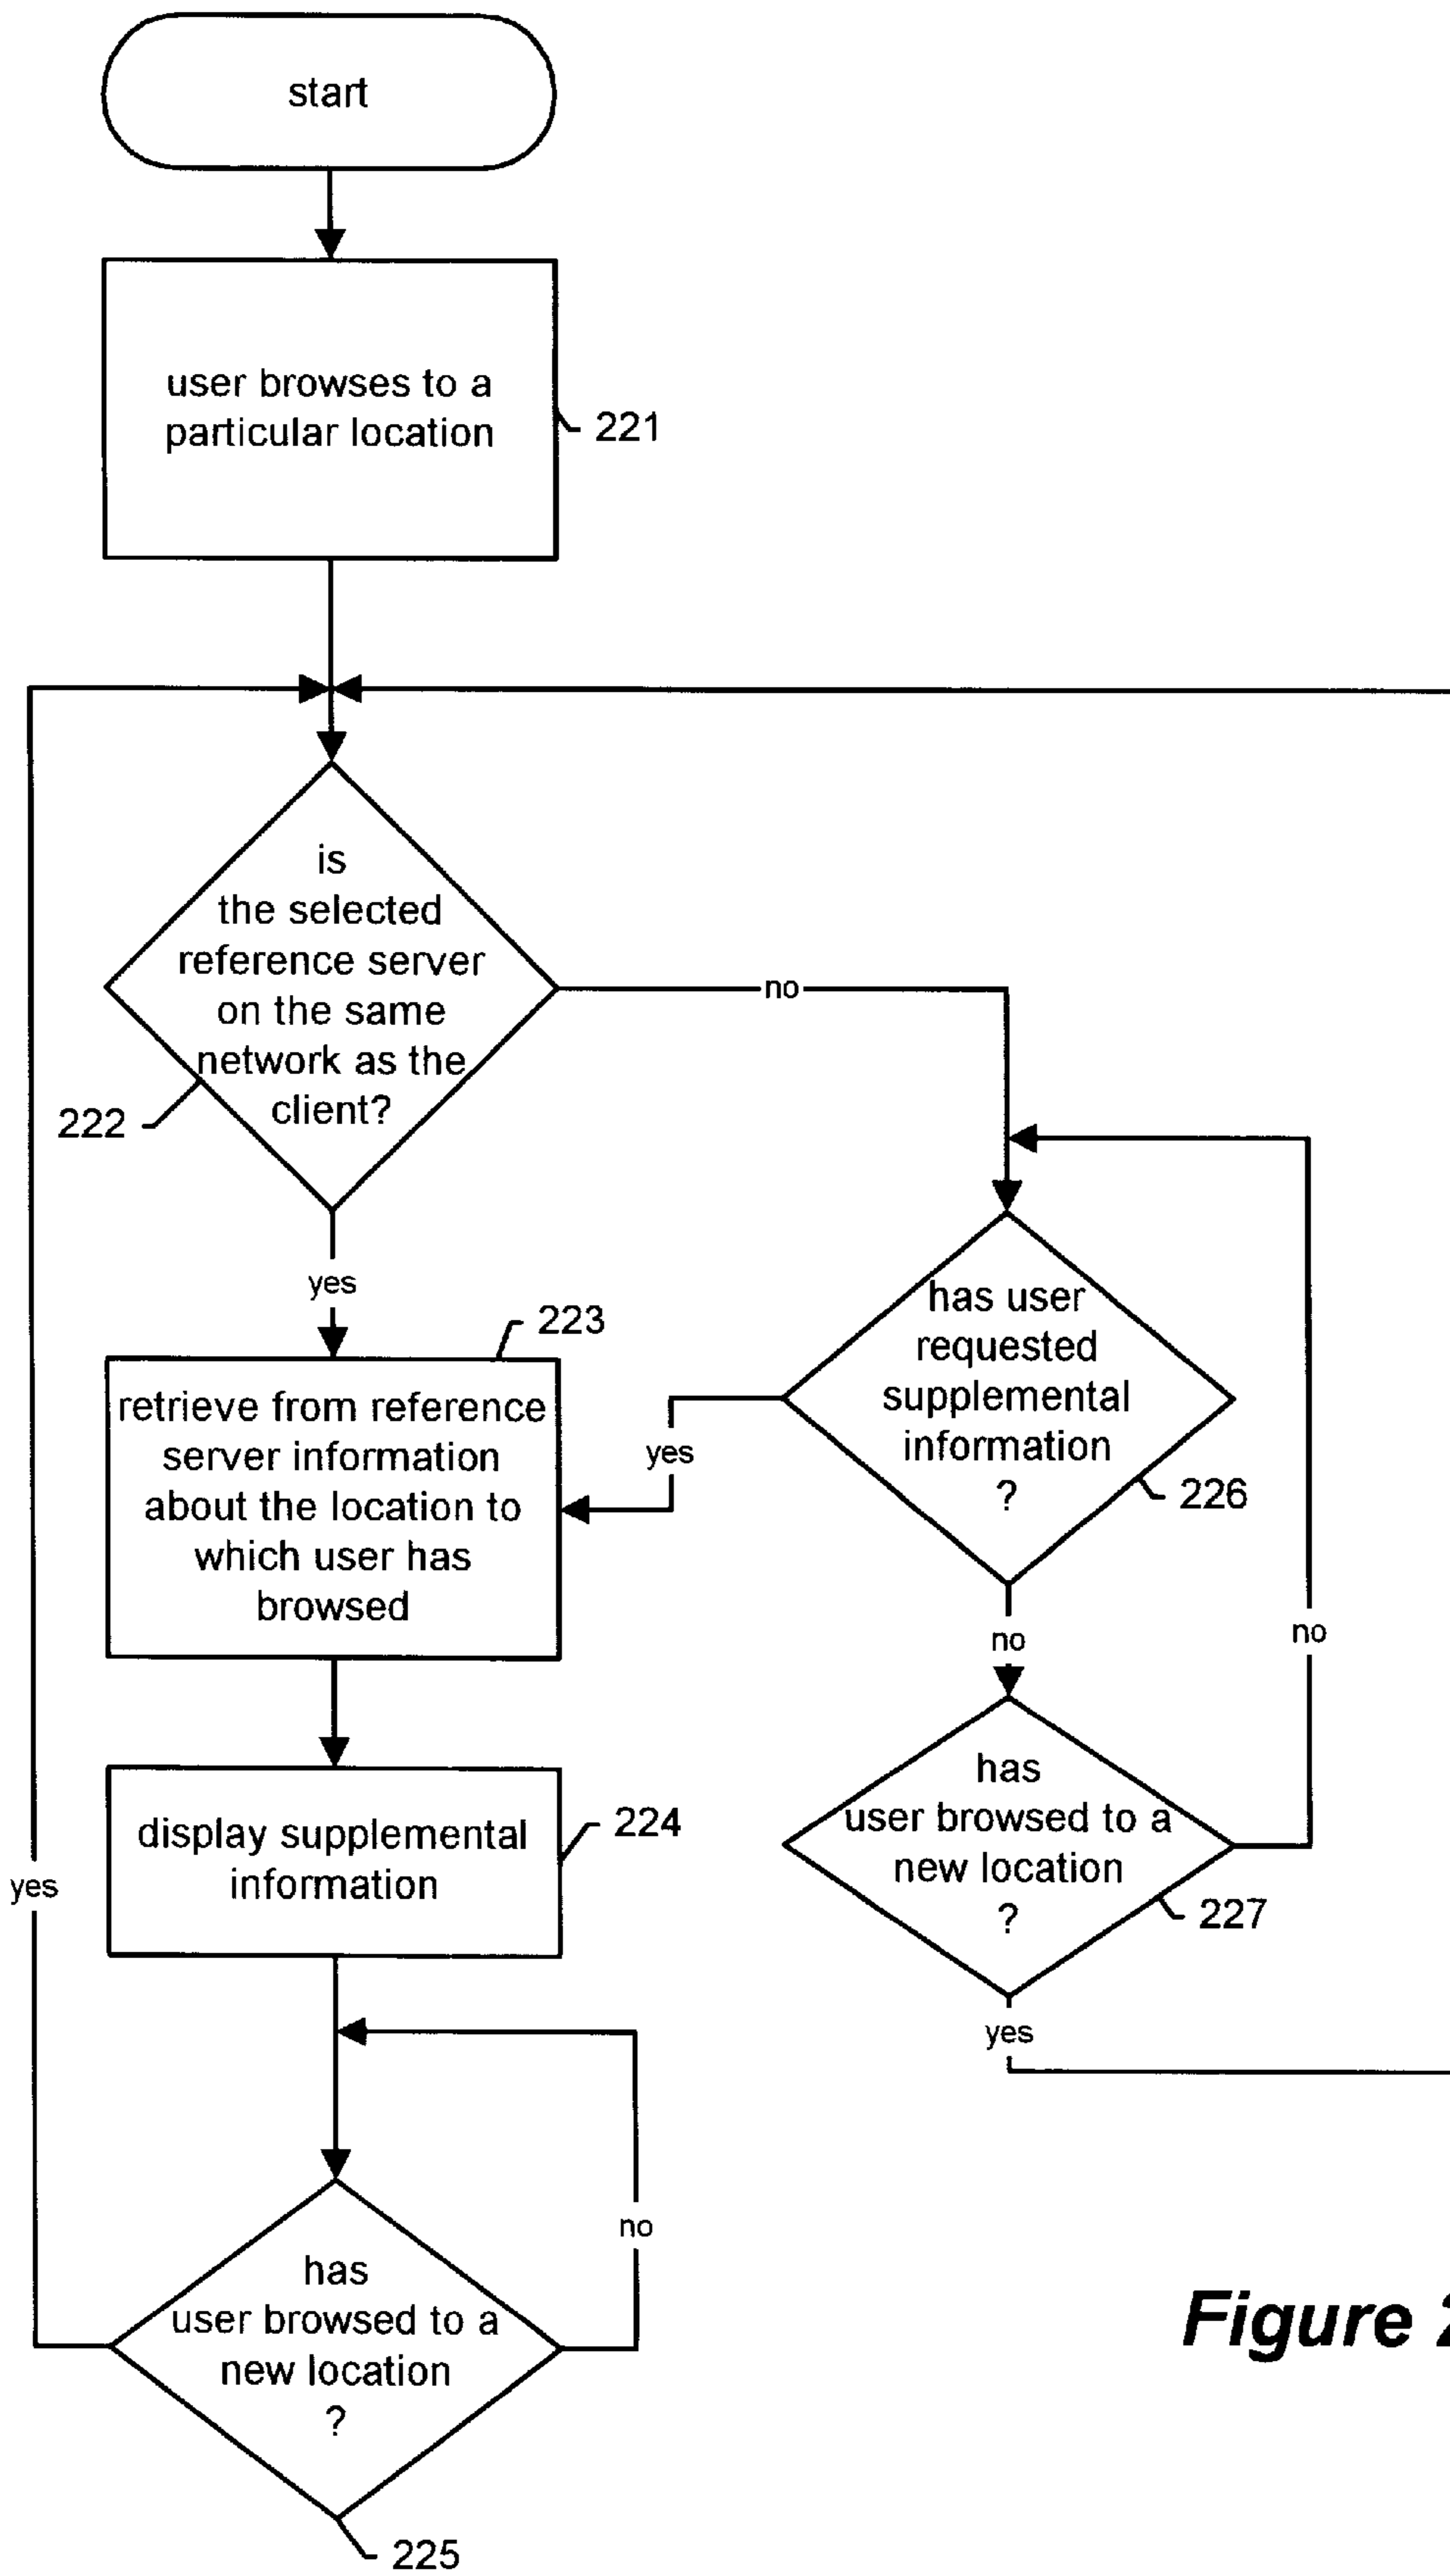 start
user browses to a
particular location
221
is
the selected
reference server
on the same
network as the
client?
222
no
yes
223
retrieve from reference
server information
about the location to
which user has
browsed
has user
requested
supplemental
information
?
226
yes
no
no
display supplemental
information
224
has
user browsed to a
new location
?
227
yes
yes
has
user browsed to a
new location
?
225
no
Figure